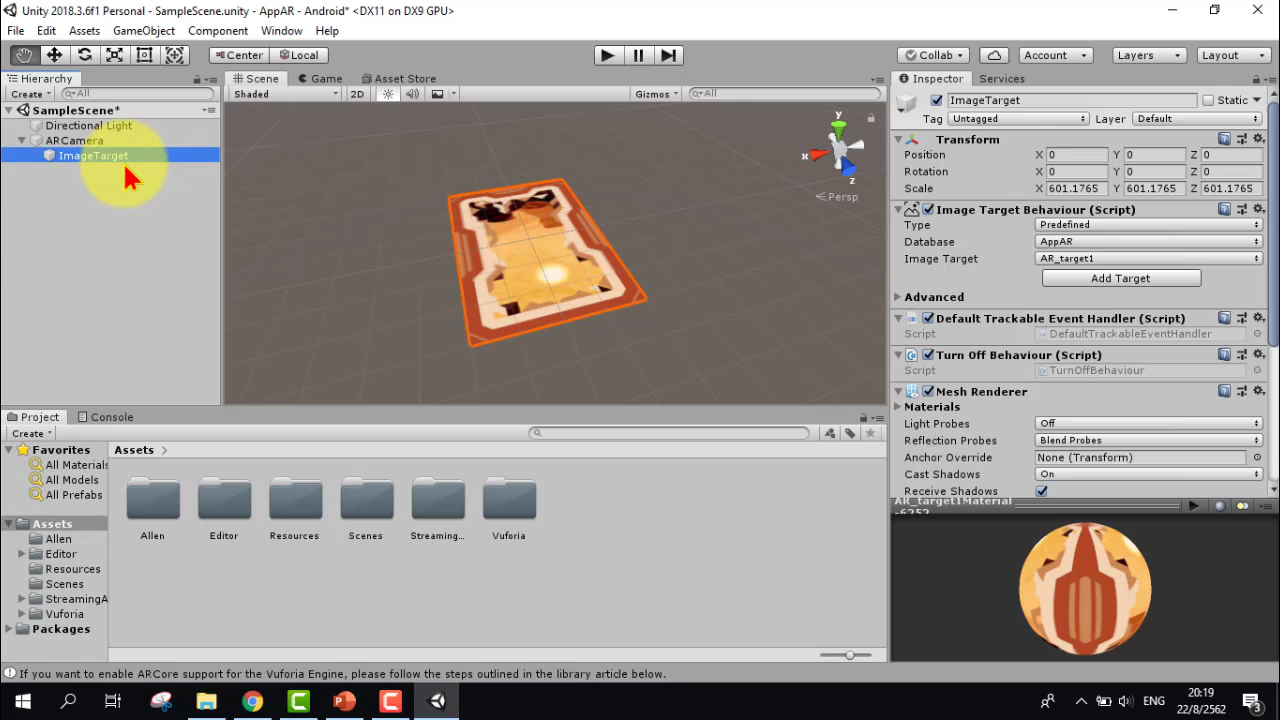 Unity 2018.3.6f1 Personal - SampleScene.unity - AppAR - Android* <DX11 on DX9 GPU>
File Edit Assets GameObject Component Window Help
Center Local Collab Account Layers Layout
Hierarchy
Create All
SampleScene*
Directional Light
ARCamera
ImageTarget
Scene Game Asset Store
Shaded 2D Gizmos All
y
x
z
Persp
Inspector Services
ImageTarget Static
Tag Untagged Layer Default
Transform
Position X 0 Y 0 Z 0
Rotation X 0 Y 0 Z 0
Scale X 601.1765 Y 601.1765 Z 601.1765
Image Target Behaviour (Script)
Type Predefined
Database AppAR
Image Target AR_target1
Add Target
Advanced
Default Trackable Event Handler (Script)
Script DefaultTrackableEventHandler
Turn Off Behaviour (Script)
Script TurnOffBehaviour
Mesh Renderer
Materials
Light Probes Off
Reflection Probes Blend Probes
Anchor Override None (Transform)
Cast Shadows On
Receive Shadows
AR_target1Material
-6252
Project Console
Create
Favorites
All Materials
All Models
All Prefabs
Assets
Allen
Editor
Resources
Scenes
StreamingA
Vuforia
Packages
Assets
Allen Editor Resources Scenes Streaming... Vuforia
If you want to enable ARCore support for the Vuforia Engine, please follow the steps outlined in the library article below.
ENG
20:19
22/8/2562
3